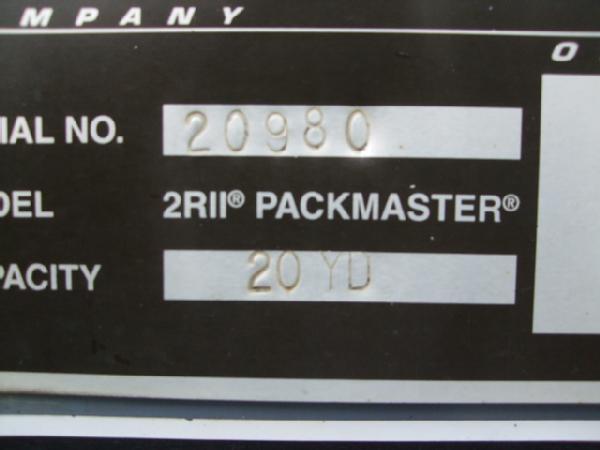 MPANY
O
IAL NO. 20980
DEL 2RII® PACKMASTER®
PACITY 20 YD